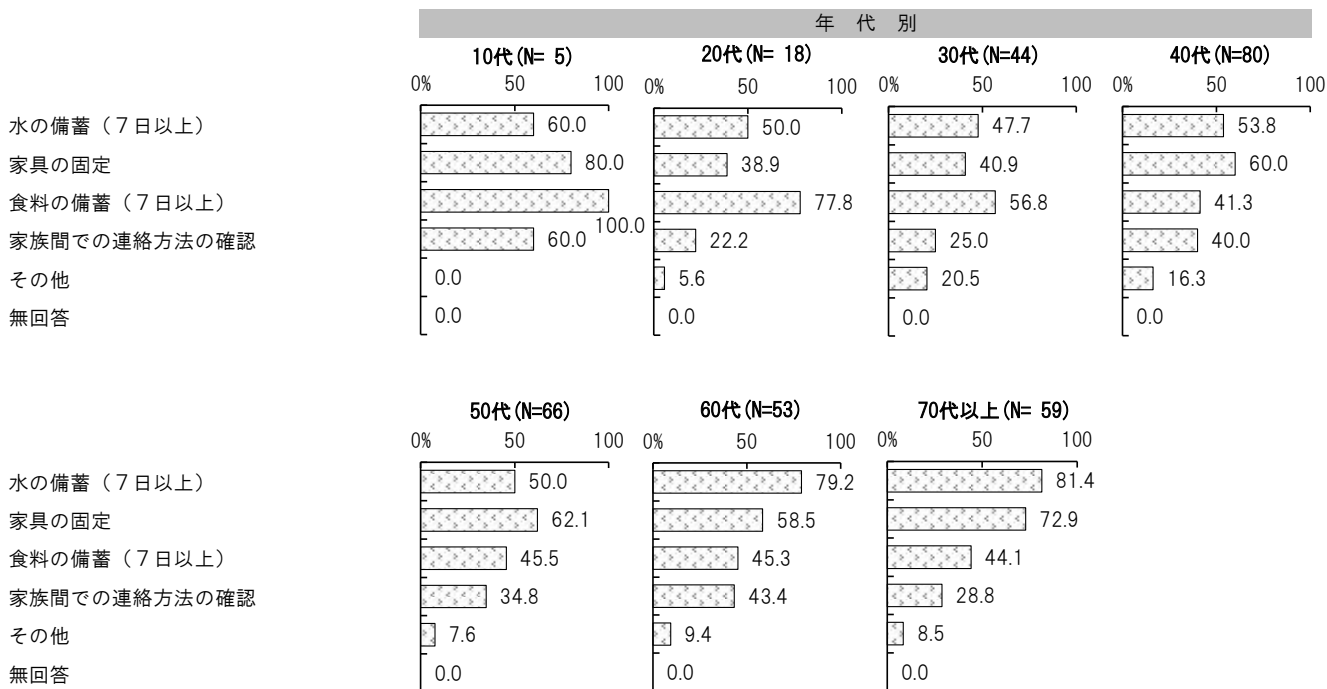 年 代 別
10代(N= 5) 20代(N= 18) 30代(N=44) 40代(N=80)
0% 50 100 0% 50 100 0% 50 100 0% 50 100
水の備蓄（７日以上） 60.0 50.0 47.7 53.8
家具の固定 80.0 38.9 40.9 60.0
食料の備蓄（７日以上） 100.0 77.8 56.8 41.3
家族間での連絡方法の確認 60.0 22.2 25.0 40.0
その他 0.0 5.6 20.5 16.3
無回答 0.0 0.0 0.0 0.0
50代(N=66) 60代(N=53) 70代以上(N= 59)
0% 50 100 0% 50 100 0% 50 100
水の備蓄（７日以上） 50.0 79.2 81.4
家具の固定 62.1 58.5 72.9
食料の備蓄（７日以上） 45.5 45.3 44.1
家族間での連絡方法の確認 34.8 43.4 28.8
その他 7.6 9.4 8.5
無回答 0.0 0.0 0.0